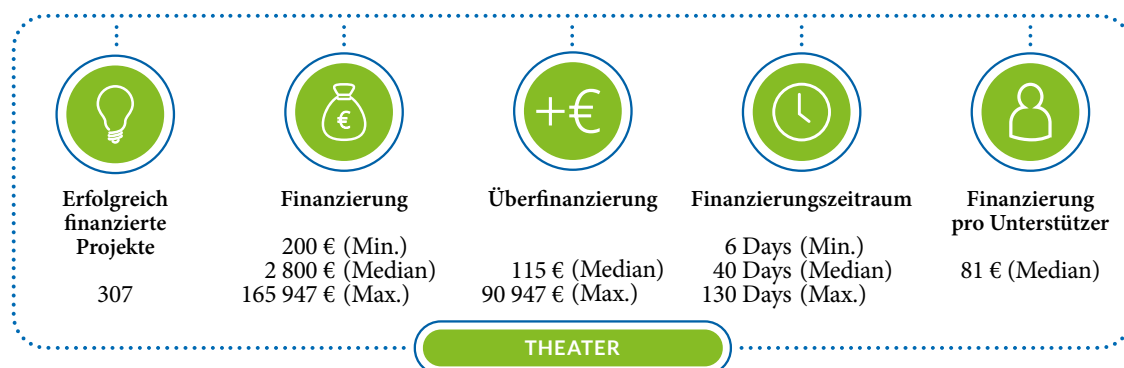 €
+€
Erfolgreich
finanzierte
Projekte
307
Finanzierung
200 € (Min.)
2 800 € (Median)
165 947 € (Max.)
Überfinanzierung
115 € (Median)
90 947 € (Max.)
Finanzierungszeitraum
6 Days (Min.)
40 Days (Median)
130 Days (Max.)
Finanzierung
pro Unterstützer
81 € (Median)
THEATER